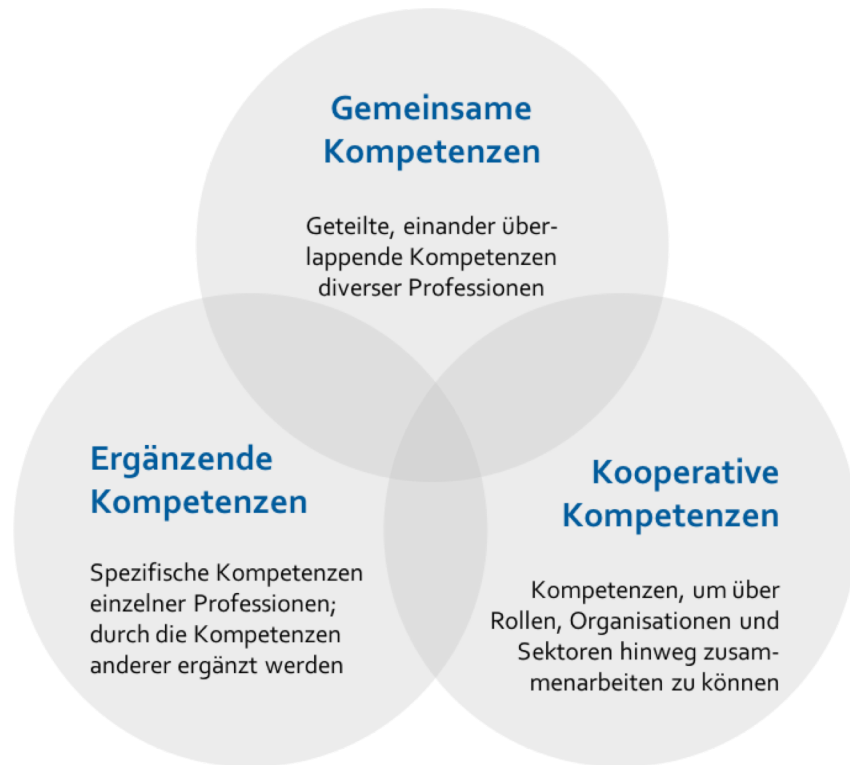 Gemeinsame
Kompetenzen
Geteilte, einander über-
lappende Kompetenzen
diverser Professionen
Ergänzende
Kompetenzen
Spezifische Kompetenzen
einzelner Professionen;
durch die Kompetenzen
anderer ergänzt werden
Kooperative
Kompetenzen
Kompetenzen, um über
Rollen, Organisationen und
Sektoren hinweg zusam-
menarbeiten zu können